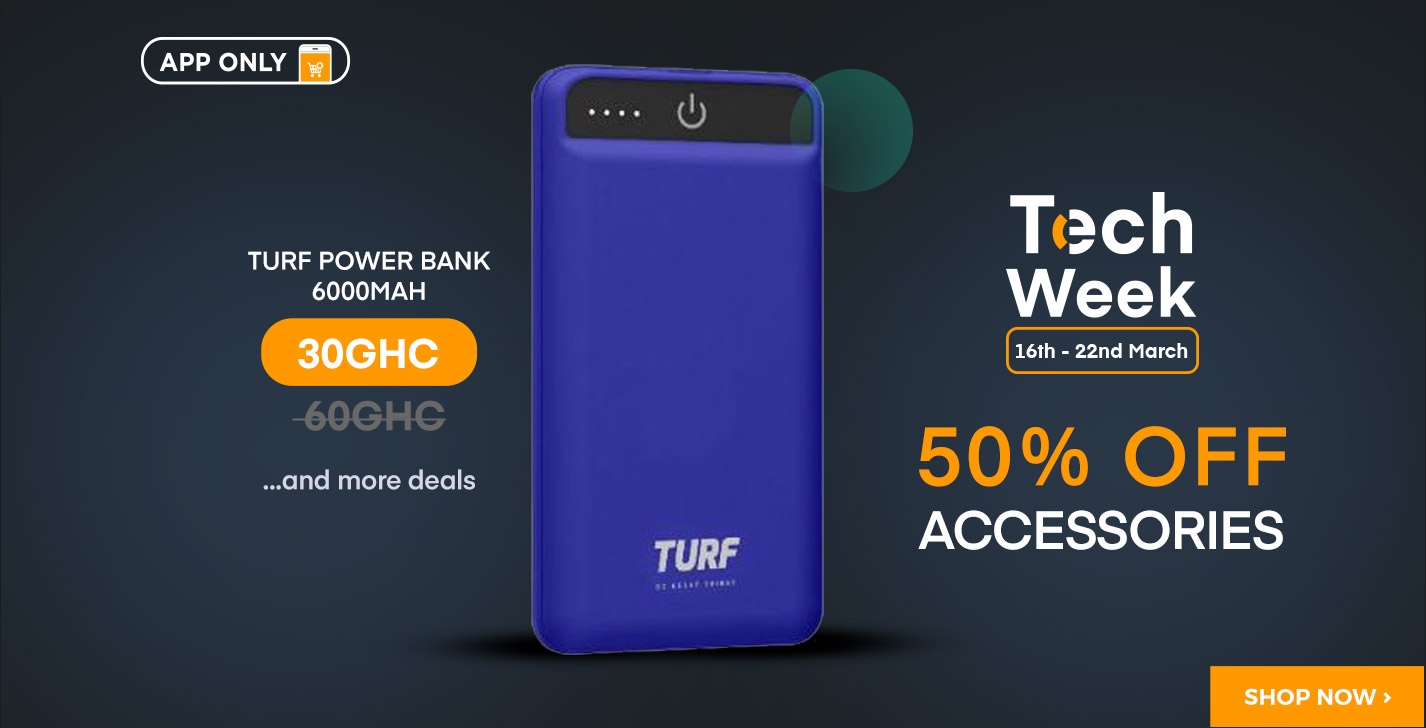 APP ONLY
TURF POWER BANK
6000MAH
30GHC
60GHC
...and more deals
TURF
Tech
Week
16th - 22nd March
50% OFF
ACCESSORIES
SHOP NOW ›